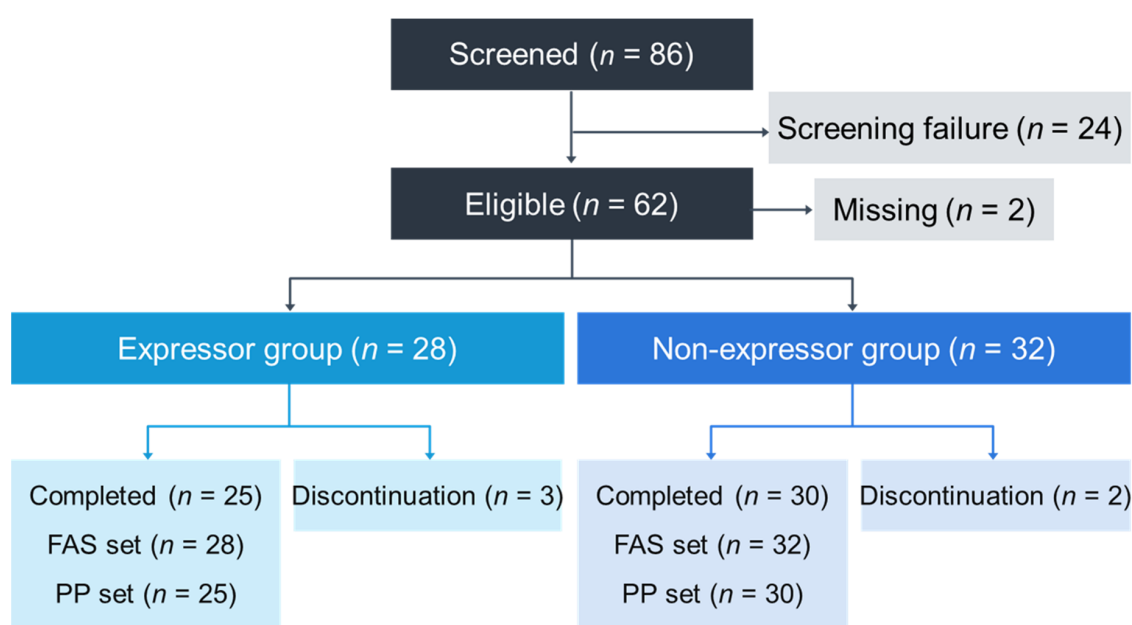 Screened (n = 86)
Screening failure (n = 24)
Eligible (n = 62)
Missing (n = 2)
Expressor group (n = 28)
Non-expressor group (n = 32)
Completed (n = 25)
FAS set (n = 28)
PP set (n = 25)
Discontinuation (n = 3)
Completed (n = 30)
FAS set (n = 32)
PP set (n = 30)
Discontinuation (n = 2)